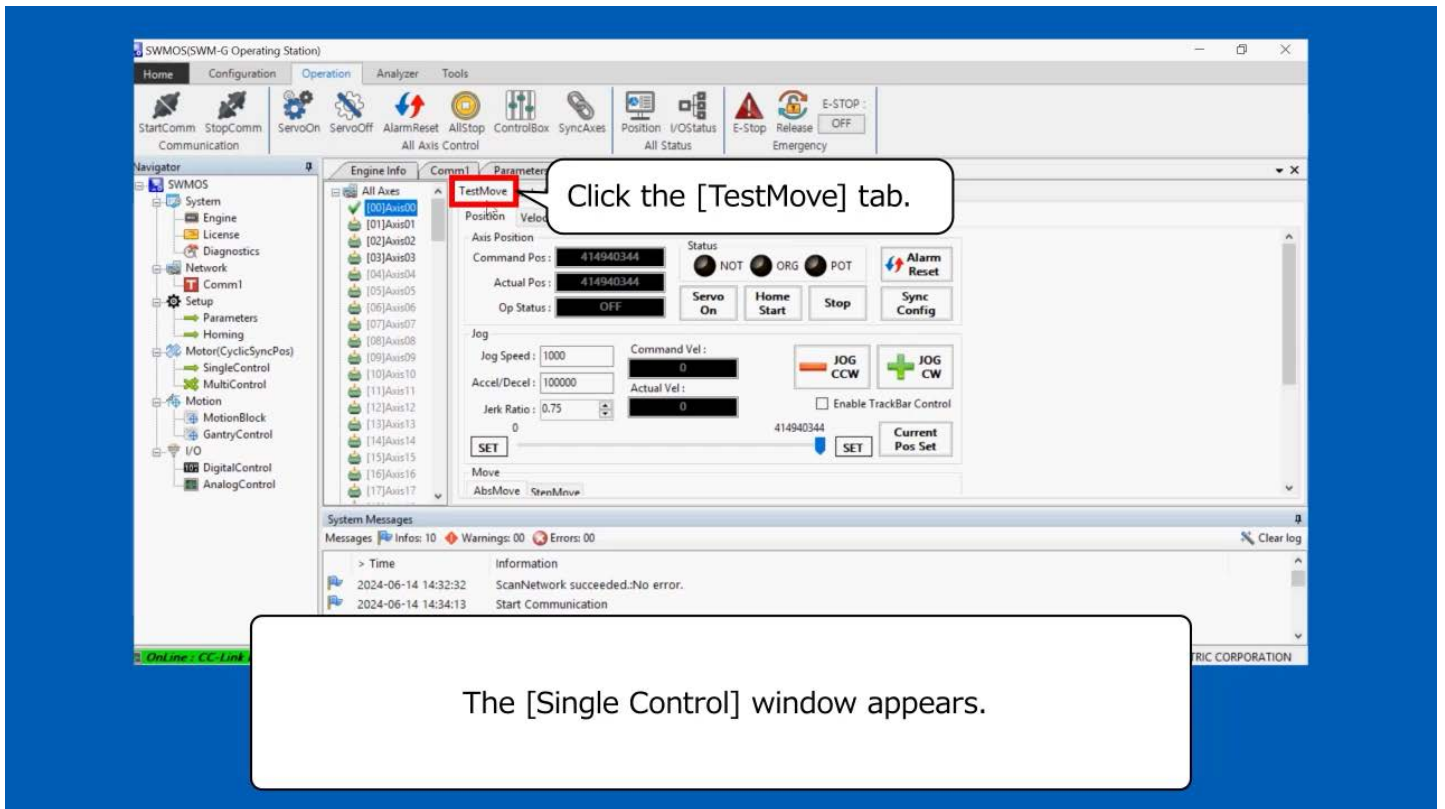 SWMOS(SWM-G Operating Station)
Home Configuration Operation Analyzer Tools
StartComm StopComm ServoOn ServoOff AlarmReset AllStop ControlBox SyncAxes Position I/OStatus E-Stop Release E-STOP : OFF
Communication All Axis Control All Status Emergency
Navigator
SWMOS
System
Engine
License
Diagnostics
Network
Comm1
Setup
Parameters
Homing
Motor(CyclicSyncPos)
SingleControl
MultiControl
Motion
MotionBlock
GantryControl
I/O
DigitalControl
AnalogControl
Engine Info Comm1 Parameters
All Axes
[00]Axis00
[01]Axis01
[02]Axis02
[03]Axis03
[04]Axis04
[05]Axis05
[06]Axis06
[07]Axis07
[08]Axis08
[09]Axis09
[10]Axis10
[11]Axis11
[12]Axis12
[13]Axis13
[14]Axis14
[15]Axis15
[16]Axis16
[17]Axis17
TestMove
Click the [TestMove] tab.
Position
Axis Position
Command Pos : 414940344
Actual Pos : 414940344
Op Status : OFF
Status
NOT ORG POT
Alarm Reset
Servo On
Home Start
Stop
Sync Config
Jog
Jog Speed : 1000
Accel/Decel : 100000
Jerk Ratio : 0.75
Command Vel :
0
Actual Vel :
0
JOG CCW
JOG CW
Enable TrackBar Control
0 414940344
SET SET
Current Pos Set
Move
AbsMove StepMove
System Messages
Messages Infos: 10 Warnings: 00 Errors: 00 Clear log
> Time Information
2024-06-14 14:32:32 ScanNetwork succeeded.:No error.
2024-06-14 14:34:13 Start Communication
OnLine : CC-Link
TRIC CORPORATION
The [Single Control] window appears.